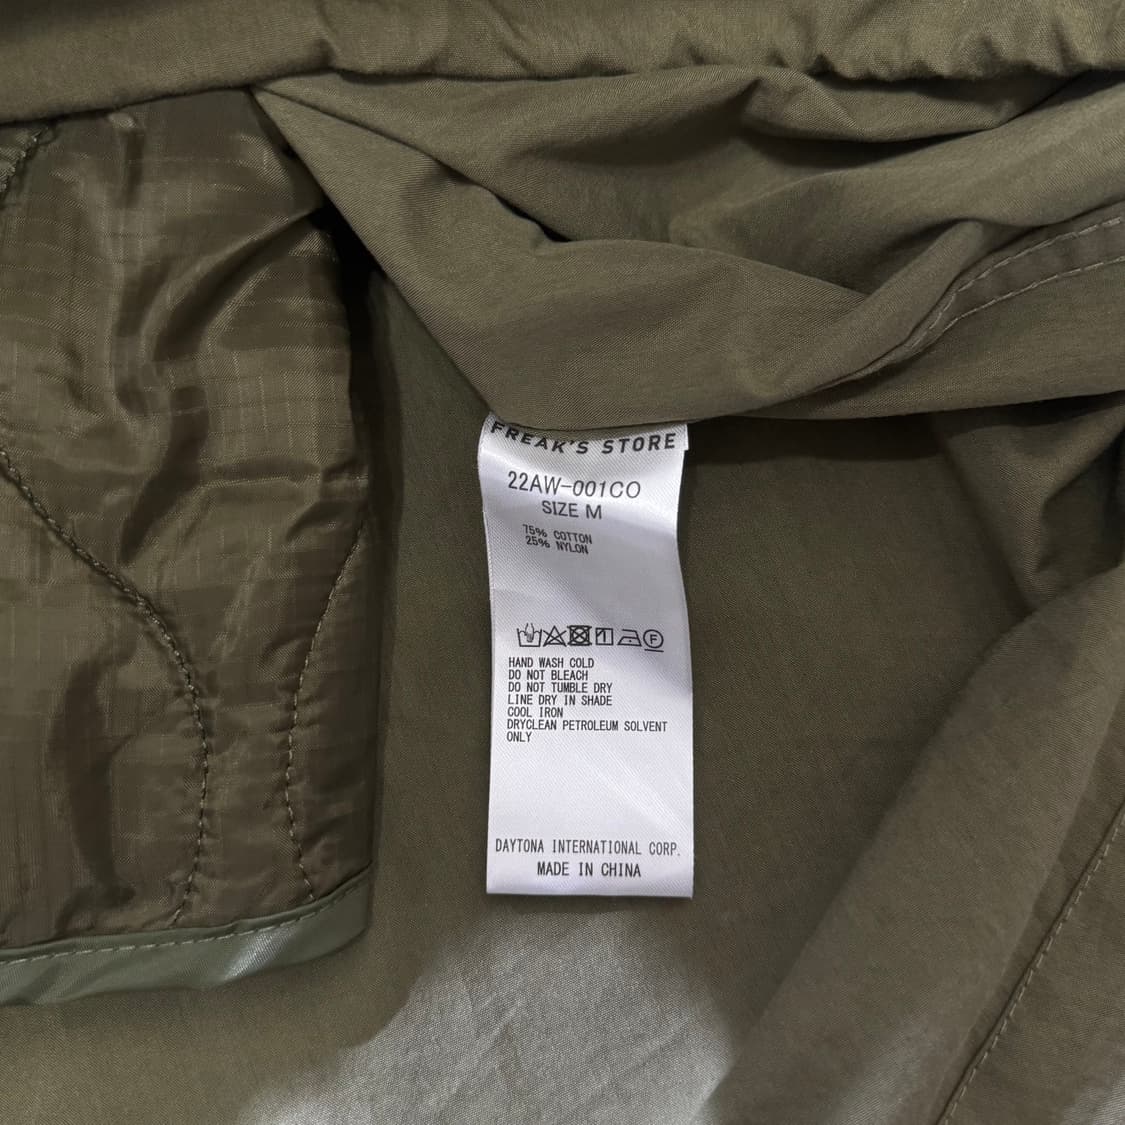 FREAK'S STORE
22AW-001CO
SIZE M
75% COTTON
25% NYLON
HAND WASH COLD
DO NOT BLEACH
DO NOT TUMBLE DRY
LINE DRY IN SHADE
COOL IRON
DRYCLEAN PETROLEUM SOLVENT
ONLY
DAYTONA INTERNATIONAL CORP.
MADE IN CHINA